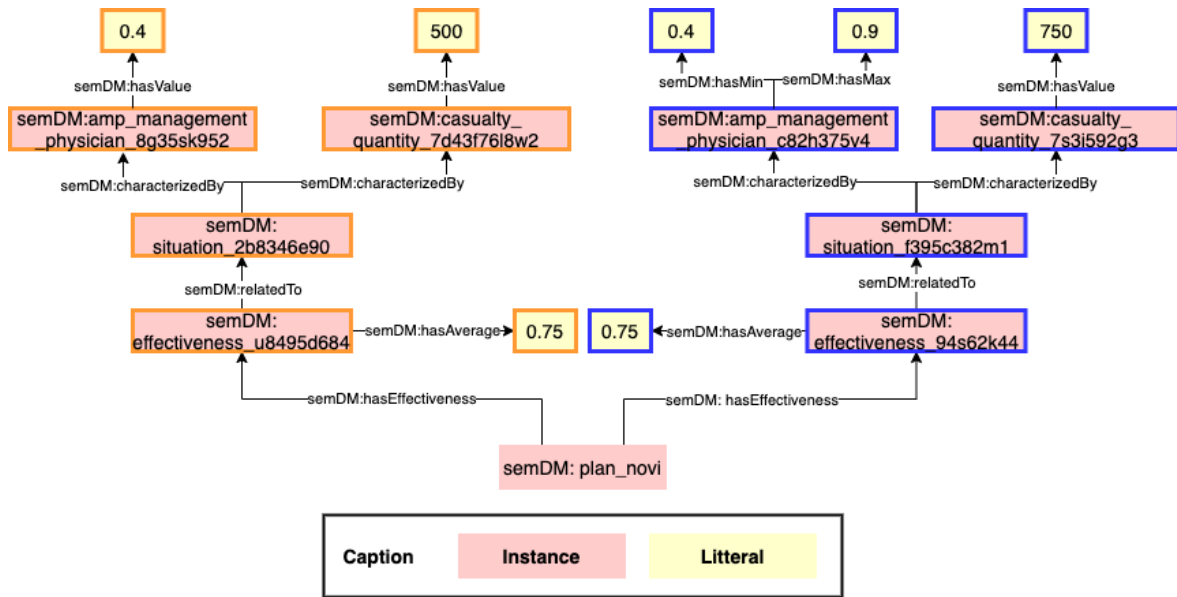 0.4
500
0.4
0.9
750
semDM:hasValue
semDM:hasValue
semDM:hasMin
semDM:hasMax
semDM:hasValue
semDM:amp_management
_physician_8g35sk952
semDM:casualty_
quantity_7d43f76l8w2
semDM:amp_management
_physician_c82h375v4
semDM:casualty_
quantity_7s3i592g3
semDM:characterizedBy
semDM:characterizedBy
semDM:characterizedBy
semDM:characterizedBy
semDM:
situation_2b8346e90
semDM:
situation_f395c382m1
semDM:relatedTo
semDM:relatedTo
semDM:
effectiveness_u8495d684
semDM:hasAverage
0.75
0.75
semDM:hasAverage
semDM:
effectiveness_94s62k44
semDM:hasEffectiveness
semDM: hasEffectiveness
semDM: plan_novi
Caption
Instance
Litteral